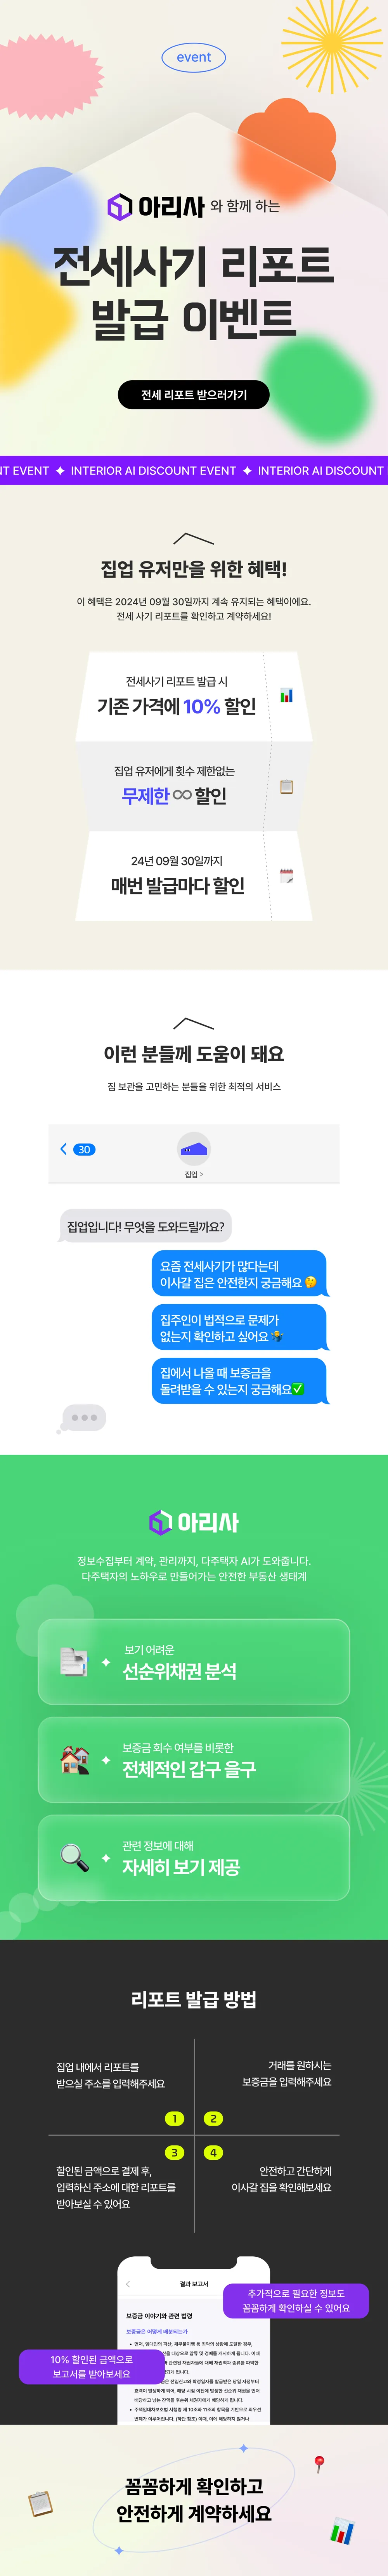 event
아리사 와 함께 하는
전세사기 리포트
발급 이벤트
전세 리포트 받으러가기
NT EVENT ✦ INTERIOR AI DISCOUNT EVENT ✦ INTERIOR AI DISCOUNT
집업 유저만을 위한 혜택!
이 혜택은 2024년 09월 30일까지 계속 유지되는 혜택이에요.
전세 사기 리포트를 확인하고 계약하세요!
전세사기 리포트 발급 시
기존 가격에 10% 할인
집업 유저에게 횟수 제한없는
무제한 ∞ 할인
24년 09월 30일까지
매번 발급마다 할인
이런 분들께 도움이 돼요
짐 보관을 고민하는 분들을 위한 최적의 서비스
30
집업 >
집업입니다! 무엇을 도와드릴까요?
요즘 전세사기가 많다는데
이사갈 집은 안전한지 궁금해요 🤔
집주인이 법적으로 문제가
없는지 확인하고 싶어요
집에서 나올 때 보증금을
돌려받을 수 있는지 궁금해요✅
아리사
정보수집부터 계약, 관리까지, 다주택자 AI가 도와줍니다.
다주택자의 노하우로 만들어가는 안전한 부동산 생태계
보기 어려운
선순위채권 분석
보증금 회수 여부를 비롯한
전체적인 갑구 을구
관련 정보에 대해
자세히 보기 제공
리포트 발급 방법
집업 내에서 리포트를
받으실 주소를 입력해주세요
1
거래를 원하시는
보증금을 입력해주세요
2
3
할인된 금액으로 결제 후,
입력하신 주소에 대한 리포트를
받아보실 수 있어요
4
안전하고 간단하게
이사갈 집을 확인해보세요
결과 보고서
추가적으로 필요한 정보도
꼼꼼하게 확인하실 수 있어요
보증금 이야기와 관련 법령
보증금은 어떻게 배분되는가
10% 할인된 금액으로
보고서를 받아보세요
꼼꼼하게 확인하고
안전하게 계약하세요